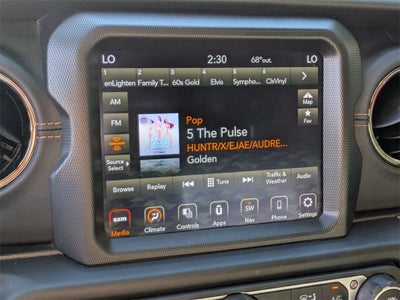 LO 2:30 68°out. LO
1 2 3 4 5 6
enLighten Family T... 60s Gold Elvis Sympho... ClsVinyl
AM
Map
FM
Pop
Fav
5 The Pulse
HUNTR/X/EJAE/AUDRE...
Source
Select
Golden
Browse Replay Tune Traffic &
Weather Audio
sxm SW
Media Climate Controls Apps Nav Phone Settings